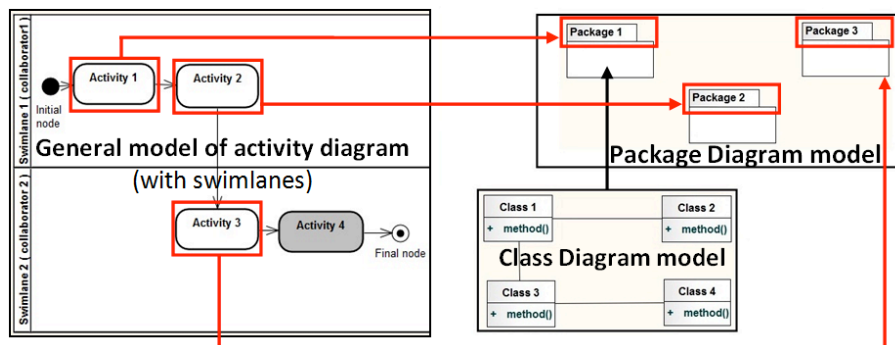 Swimlane 1 ( collaborator1)
Activity 1
Activity 2
Initial
node
General model of activity diagram
(with swimlanes)
Swimlane 2 ( collaborator 2)
Activity 3
Activity 4
Final node
Package 1
Package 3
Package 2
Package Diagram model
Class 1
+ method()
Class 2
+ method()
Class Diagram model
Class 3
+ method()
Class 4
+ method()